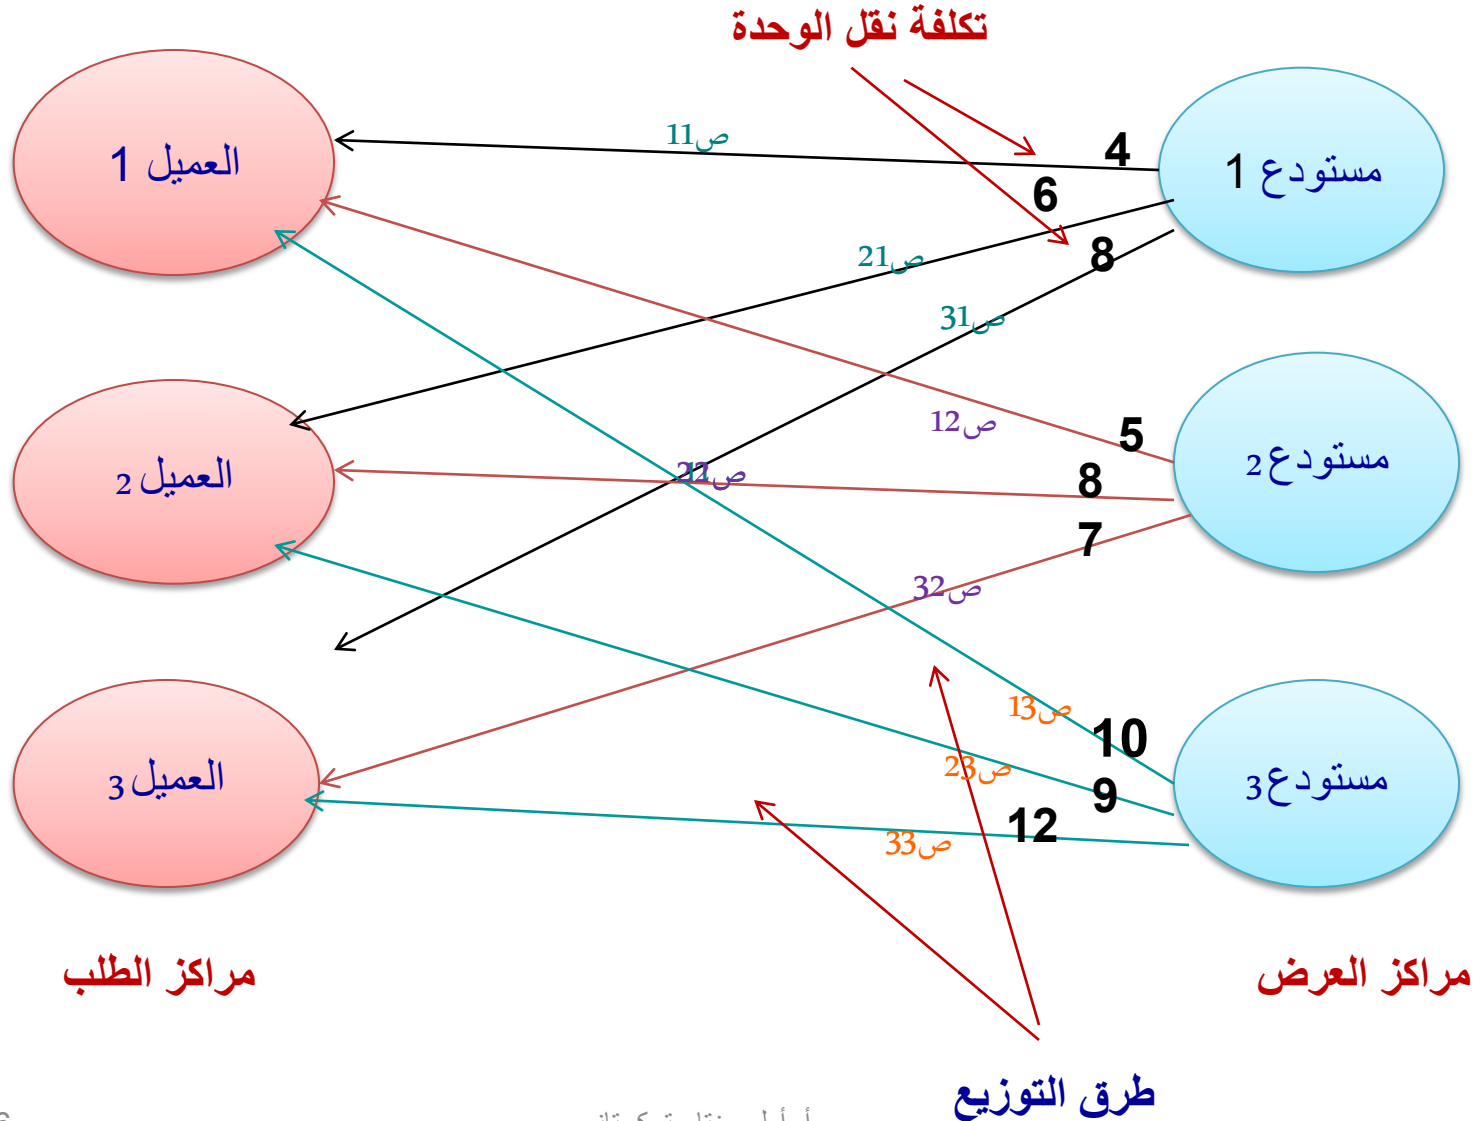 تكلفة نقل الوحدة
مستودع 1
4
ص11
العميل 1
6
ص21
8
ص31
مستودع 2
5
ص12
8
العميل 2
7
ص32
مستودع 3
10
ص13
9
ص23
12
ص33
العميل 3
مراكز العرض
مراكز الطلب
طرق التوزيع